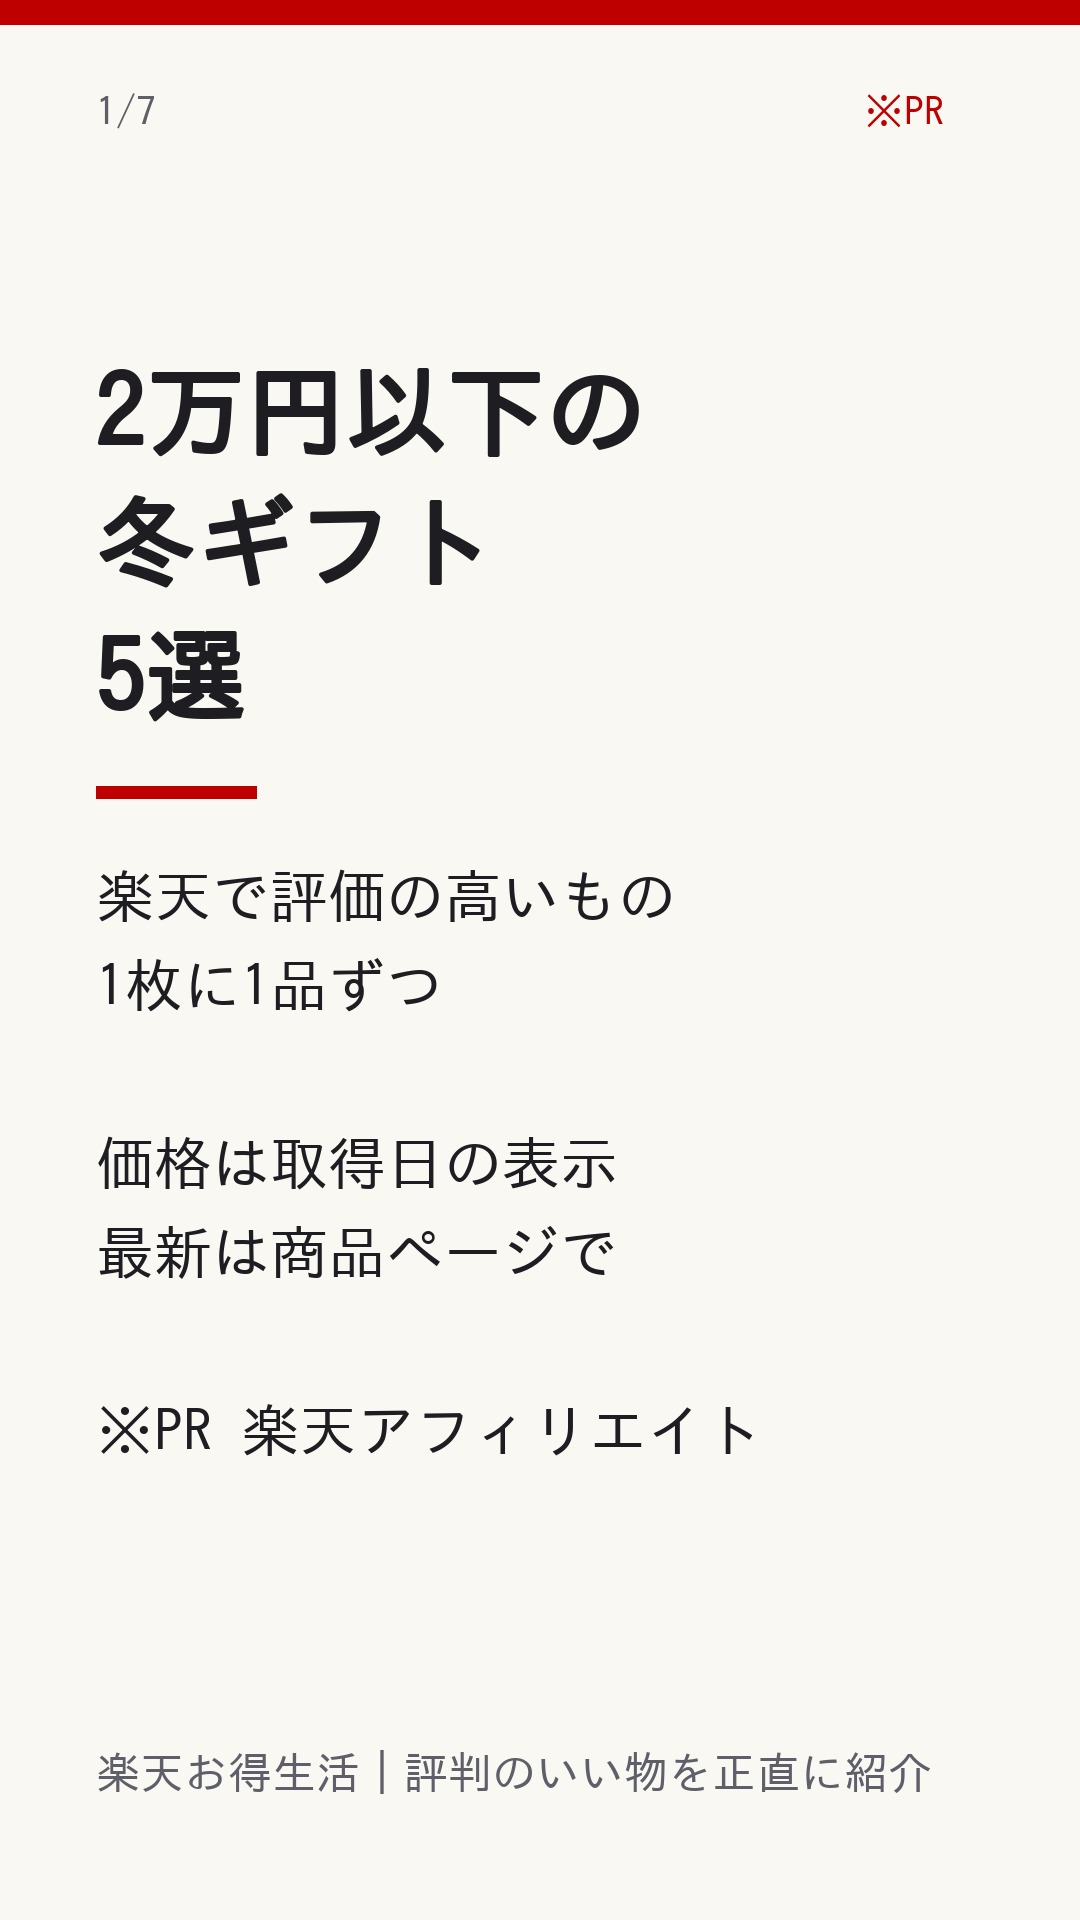 1/7
※PR
2万円以下の
冬ギフト
5選
楽天で評価の高いもの
1枚に1品ずつ
価格は取得日の表示
最新は商品ページで
※PR 楽天アフィリエイト
楽天お得生活｜評判のいい物を正直に紹介